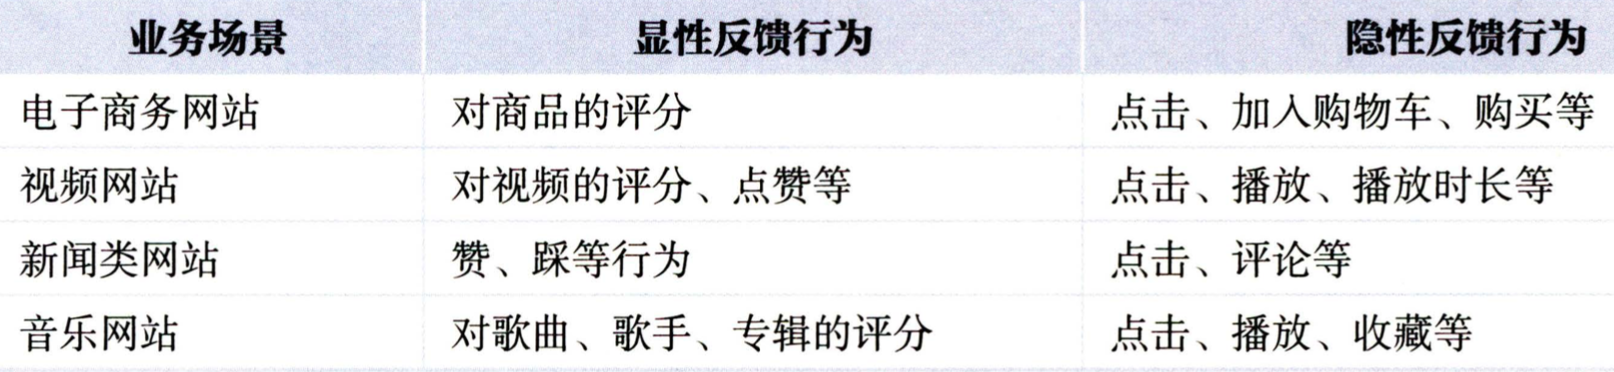 业务场景 显性反馈行为 隐性反馈行为
电子商务网站 对商品的评分 点击、加入购物车、购买等
视频网站 对视频的评分、点赞等 点击、播放、播放时长等
新闻类网站 赞、踩等行为 点击、评论等
音乐网站 对歌曲、歌手、专辑的评分 点击、播放、收藏等